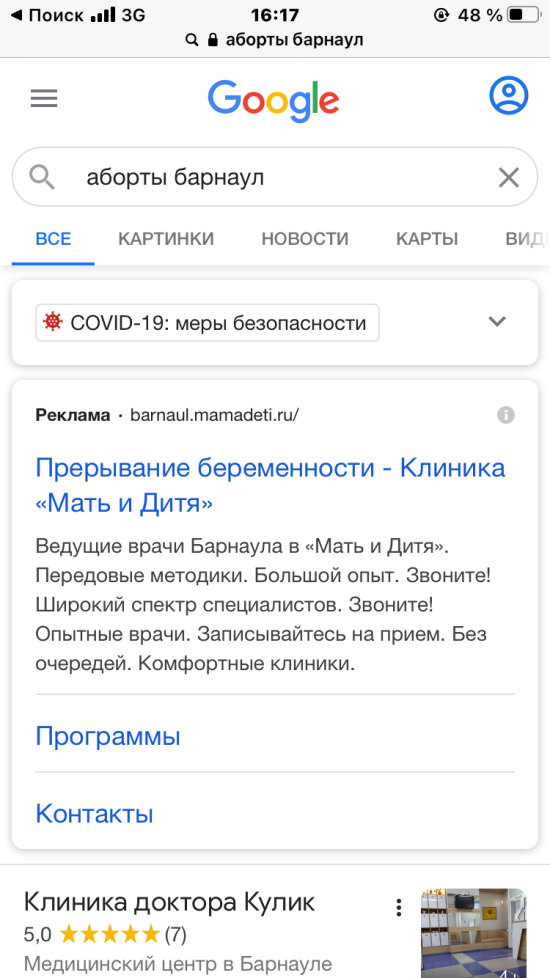 Поиск 3G 16:17 48 %
аборты барнаул
Google
аборты барнаул
ВСЕ КАРТИНКИ НОВОСТИ КАРТЫ
COVID-19: меры безопасности
Реклама · barnaul.mamadeti.ru/
Прерывание беременности - Клиника
«Мать и Дитя»
Ведущие врачи Барнаула в «Мать и Дитя».
Передовые методики. Большой опыт. Звоните!
Широкий спектр специалистов. Звоните!
Опытные врачи. Записывайтесь на прием. Без
очередей. Комфортные клиники.
Программы
Контакты
Клиника доктора Кулик
5,0 (7)
Медицинский центр в Барнауле